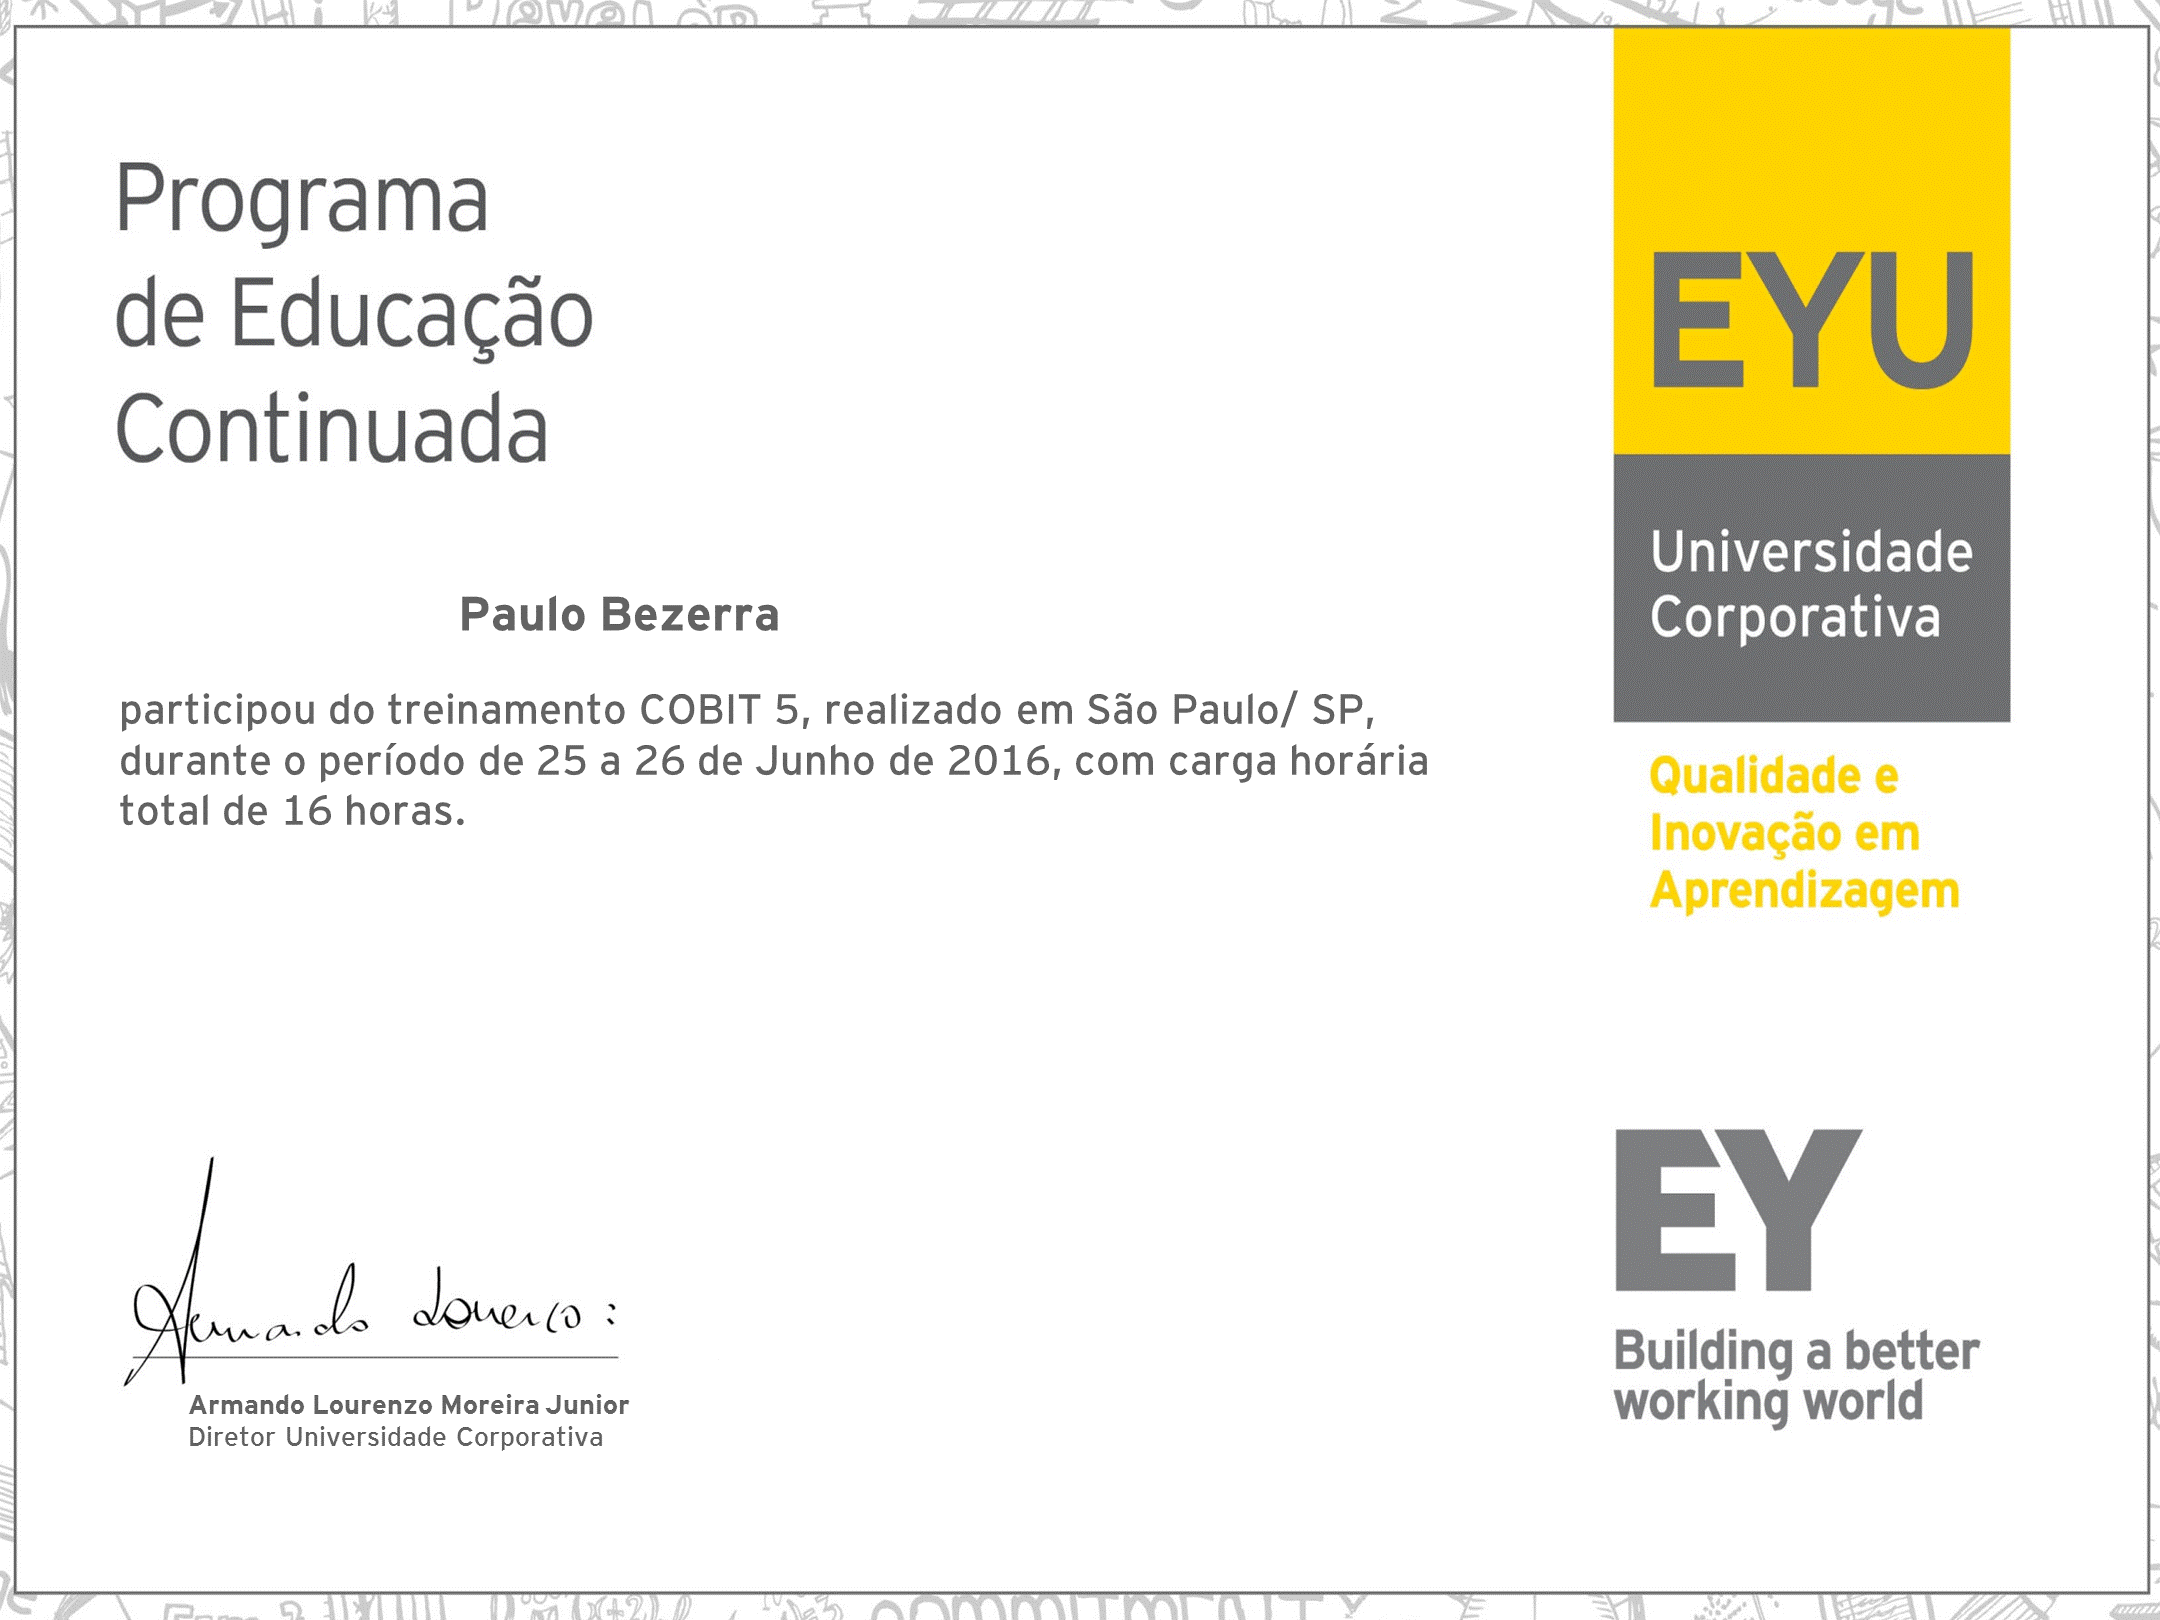 Programa
de Educação
Continuada
Paulo Bezerra
participou do treinamento COBIT 5, realizado em São Paulo/ SP,
durante o período de 25 a 26 de Junho de 2016, com carga horária
total de 16 horas.
Armando Lourenzo Moreira Junior
Diretor Universidade Corporativa
EYU
Universidade
Corporativa
Qualidade e
Inovação em
Aprendizagem
EY
Building a better
working world